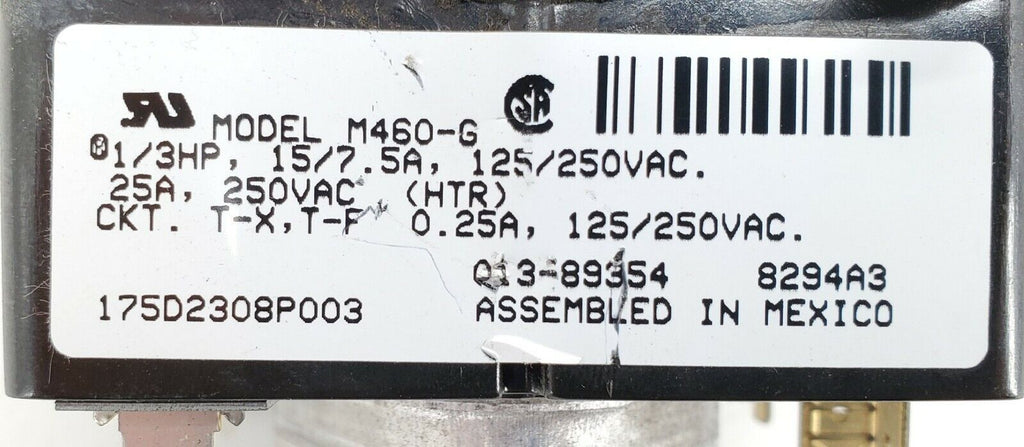 MODEL M460-G
1/3HP, 15/7.5A, 125/250VAC.
25A, 250VAC (HTR)
CKT. T-X,T-F 0.25A, 125/250VAC.
Q13-89354 8294A3
175D2308P003 ASSEMBLED IN MEXICO